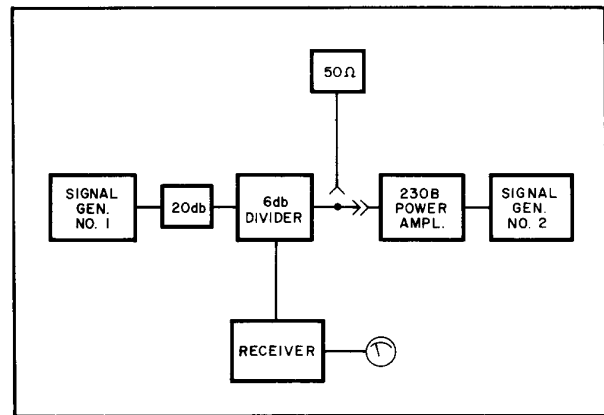 50Ω
SIGNAL
GEN.
NO. 1
20db
6db
DIVIDER
230B
POWER
AMPL.
SIGNAL
GEN.
NO. 2
RECEIVER